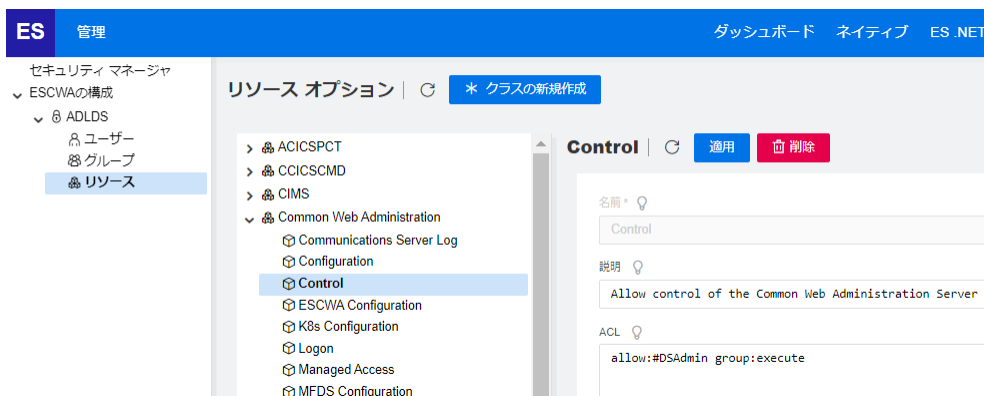 ES 管理 ダッシュボード ネイティブ ES .NET
セキュリティ マネージャ
ESCWAの構成
ADLDS
ユーザー
グループ
リソース
リソース オプション クラスの新規作成
ACICSPCT
CCICSCMD
CIMS
Common Web Administration
Communications Server Log
Configuration
Control
ESCWA Configuration
K8s Configuration
Logon
Managed Access
MFDS Configuration
Control 適用 削除
名前 *
Control
説明
Allow control of the Common Web Administration Server
ACL
allow:#DSAdmin group:execute